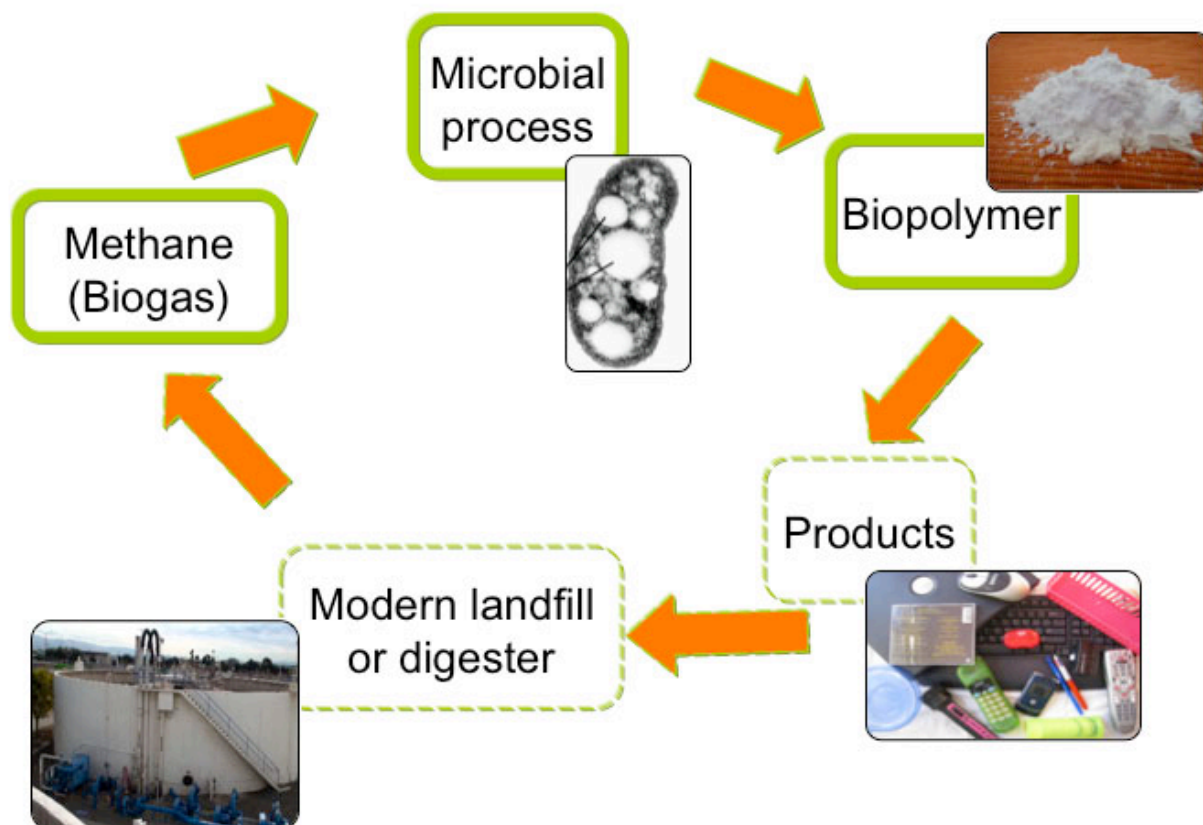 Microbial
process
Biopolymer
Products
Modern landfill
or digester
Methane
(Biogas)